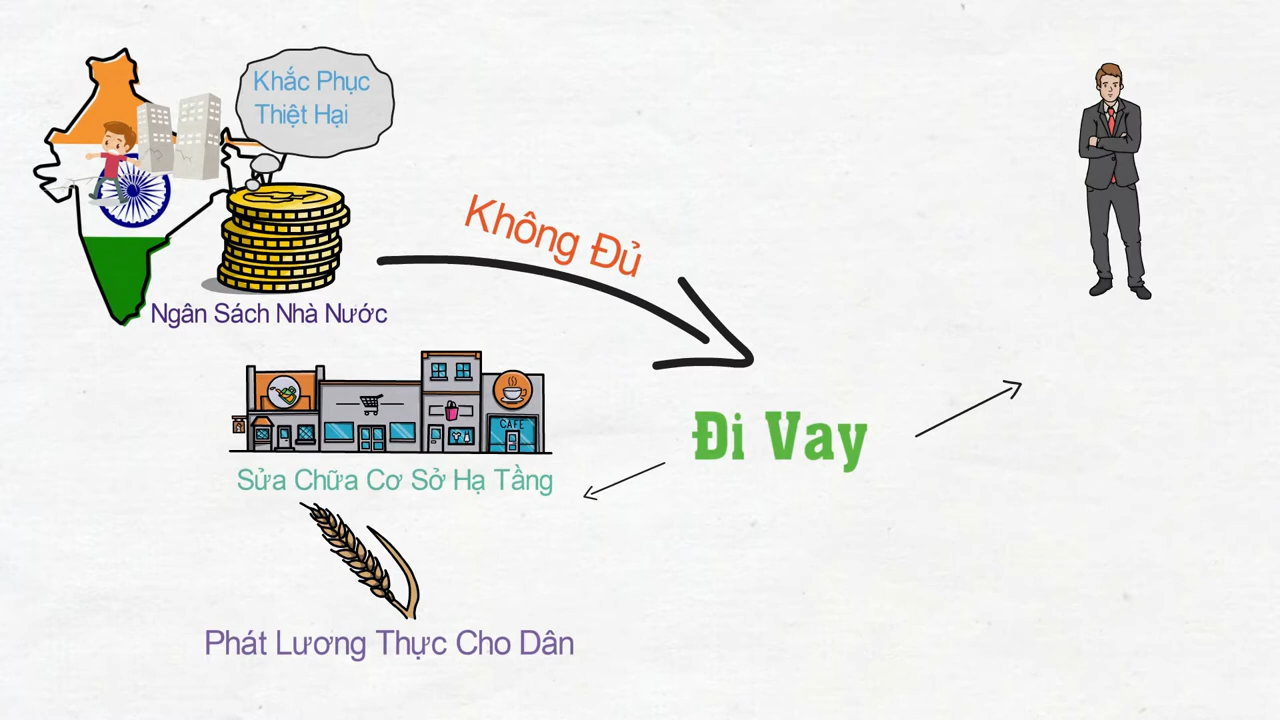 Khắc Phục
Thiệt Hại
Không Đủ
Ngân Sách Nhà Nước
CAFE
Đi Vay
Sửa Chữa Cơ Sở Hạ Tầng
Phát Lương Thực Cho Dân